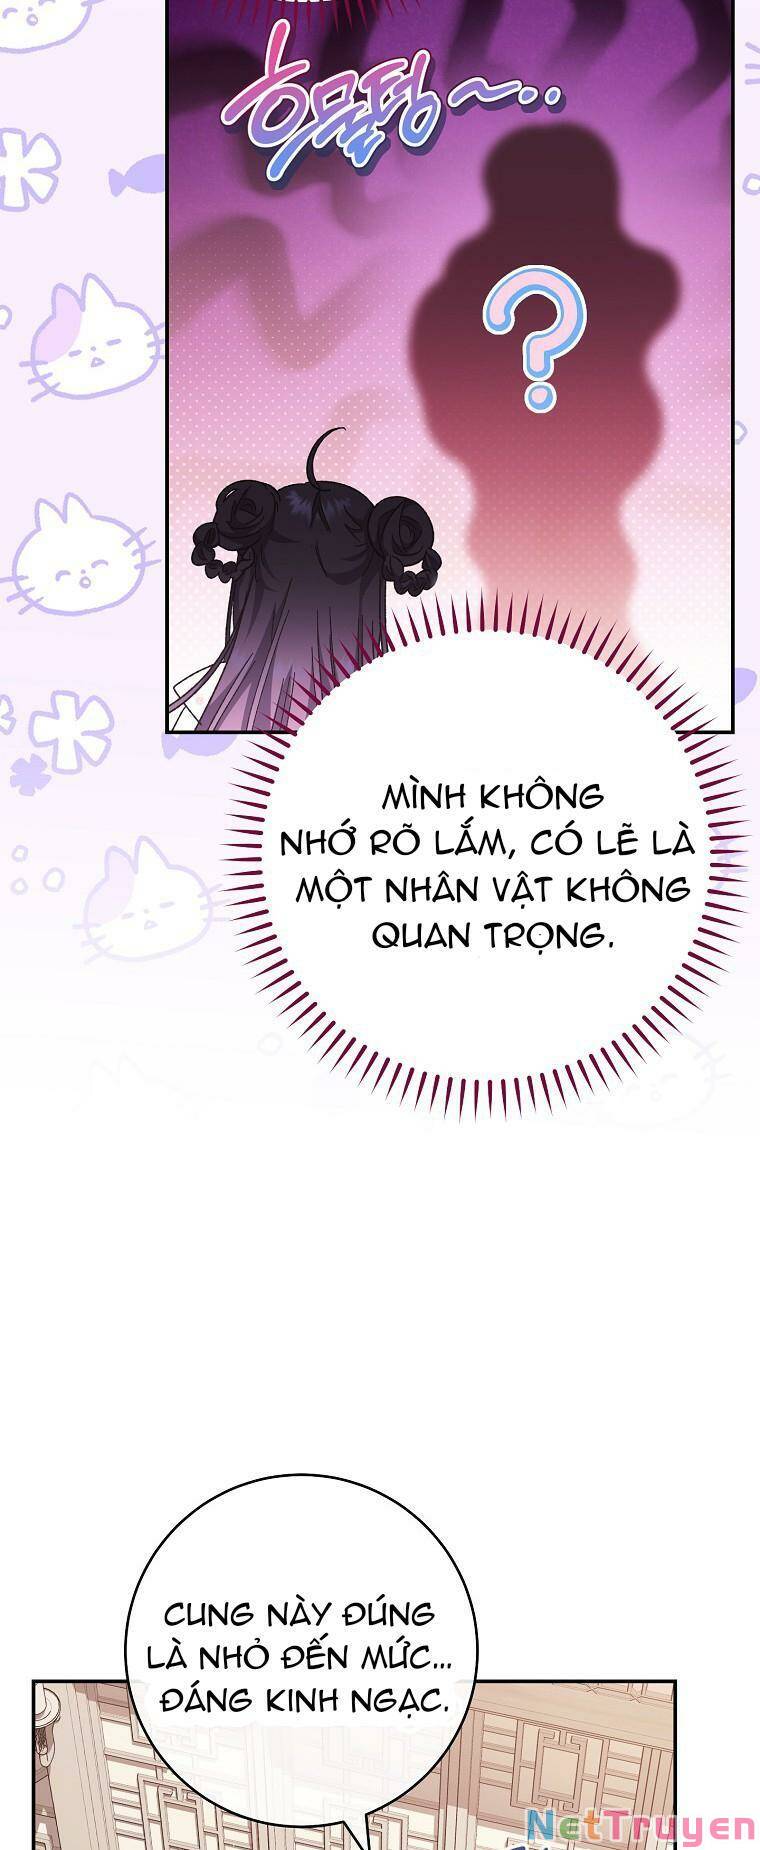 흐물텅~..
?
MÌNH KHÔNG
NHỚ RÕ LẮM, CÓ LẼ LÀ
MỘT NHÂN VẬT KHÔNG
QUAN TRỌNG.
CUNG NÀY ĐÚNG
LÀ NHỎ ĐẾN MỨC...
ĐÁNG KINH NGẠC.
NetTruyen